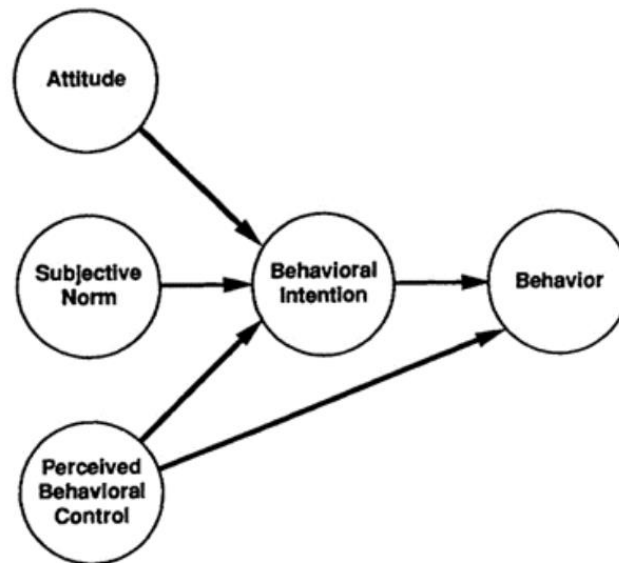 Attitude
Subjective
Norm
Behavioral
Intention
Behavior
Perceived
Behavioral
Control